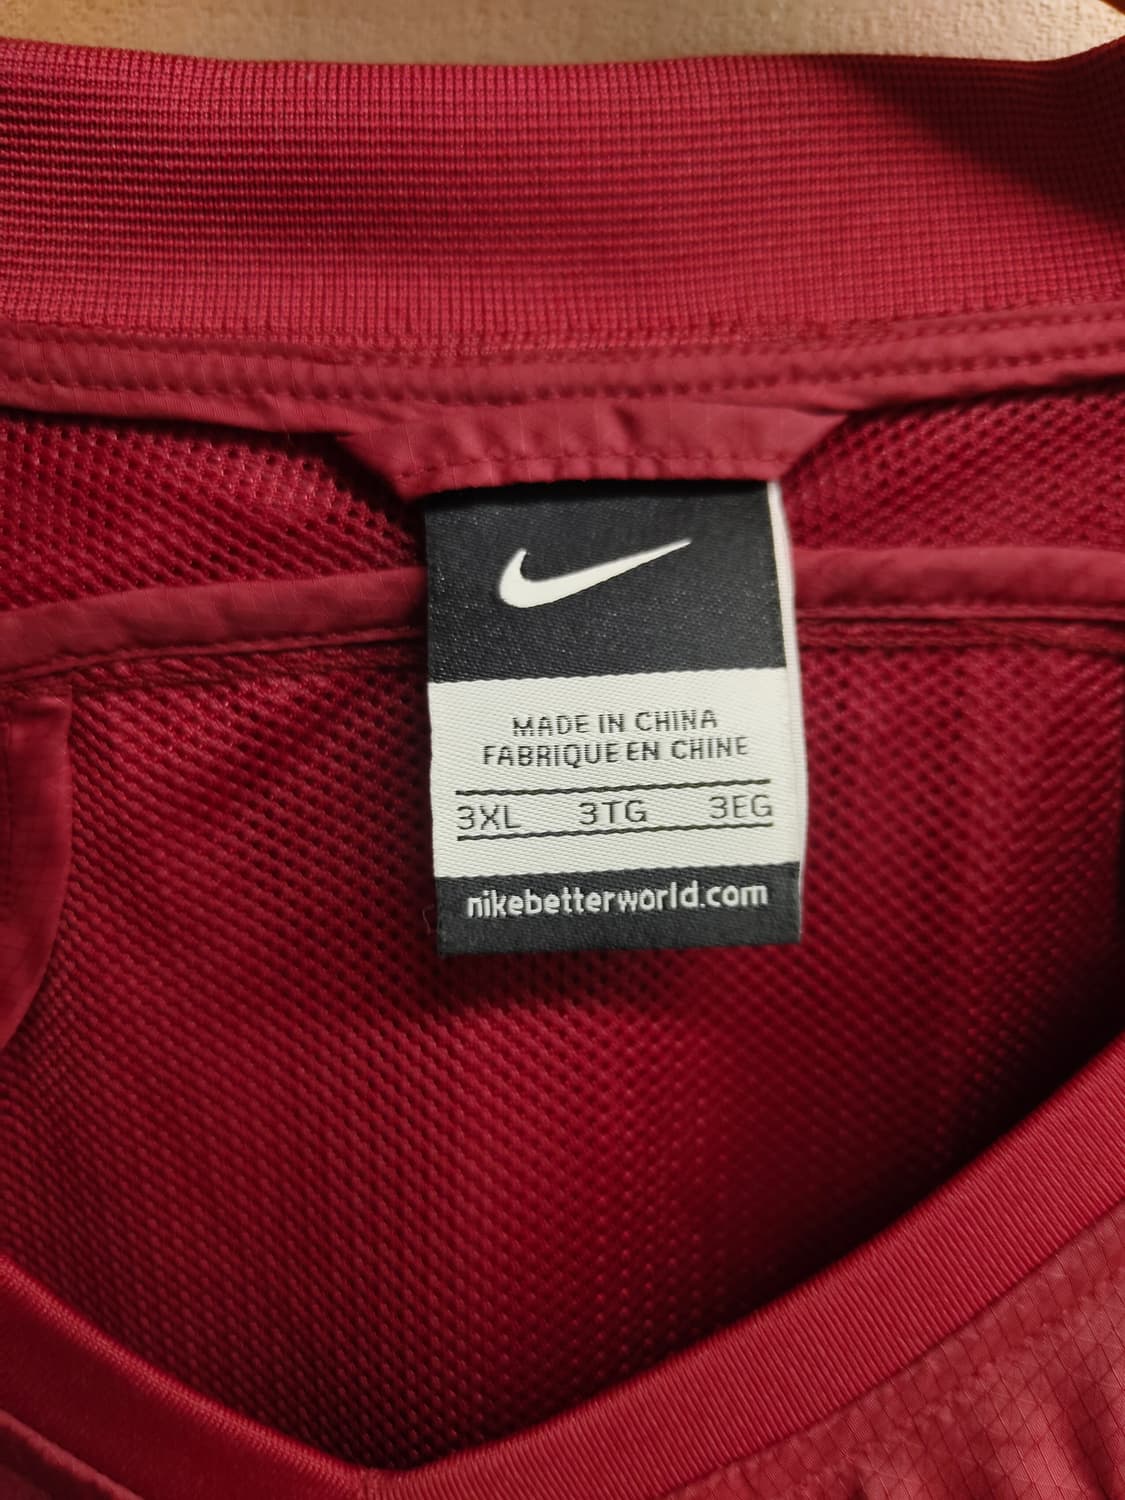 MADE IN CHINA
FABRIQUE EN CHINE
3XL 3TG 3EG
nikebetterworld.com